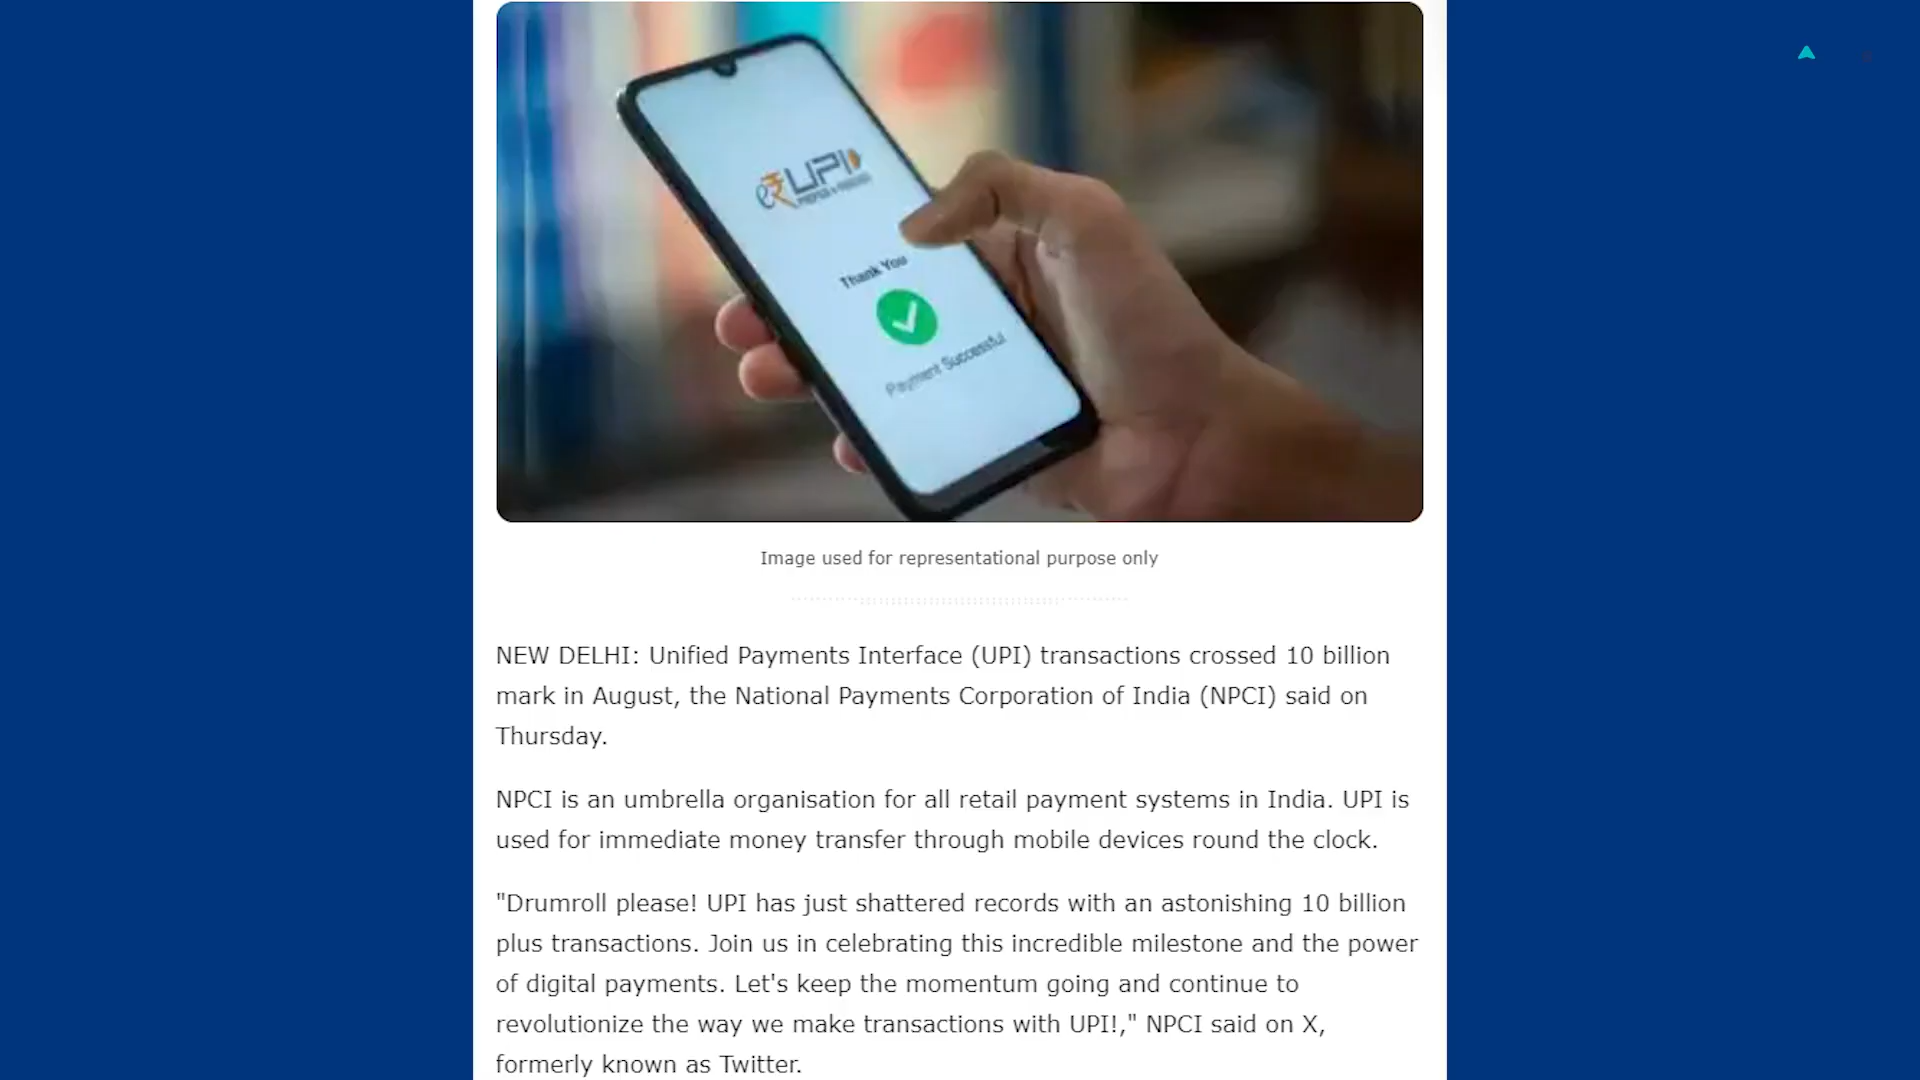 UPI
Thank You
Payment Successful
Image used for representational purpose only
NEW DELHI: Unified Payments Interface (UPI) transactions crossed 10 billion
mark in August, the National Payments Corporation of India (NPCI) said on
Thursday.
NPCI is an umbrella organisation for all retail payment systems in India. UPI is
used for immediate money transfer through mobile devices round the clock.
"Drumroll please! UPI has just shattered records with an astonishing 10 billion
plus transactions. Join us in celebrating this incredible milestone and the power
of digital payments. Let's keep the momentum going and continue to
revolutionize the way we make transactions with UPI!," NPCI said on X,
formerly known as Twitter.